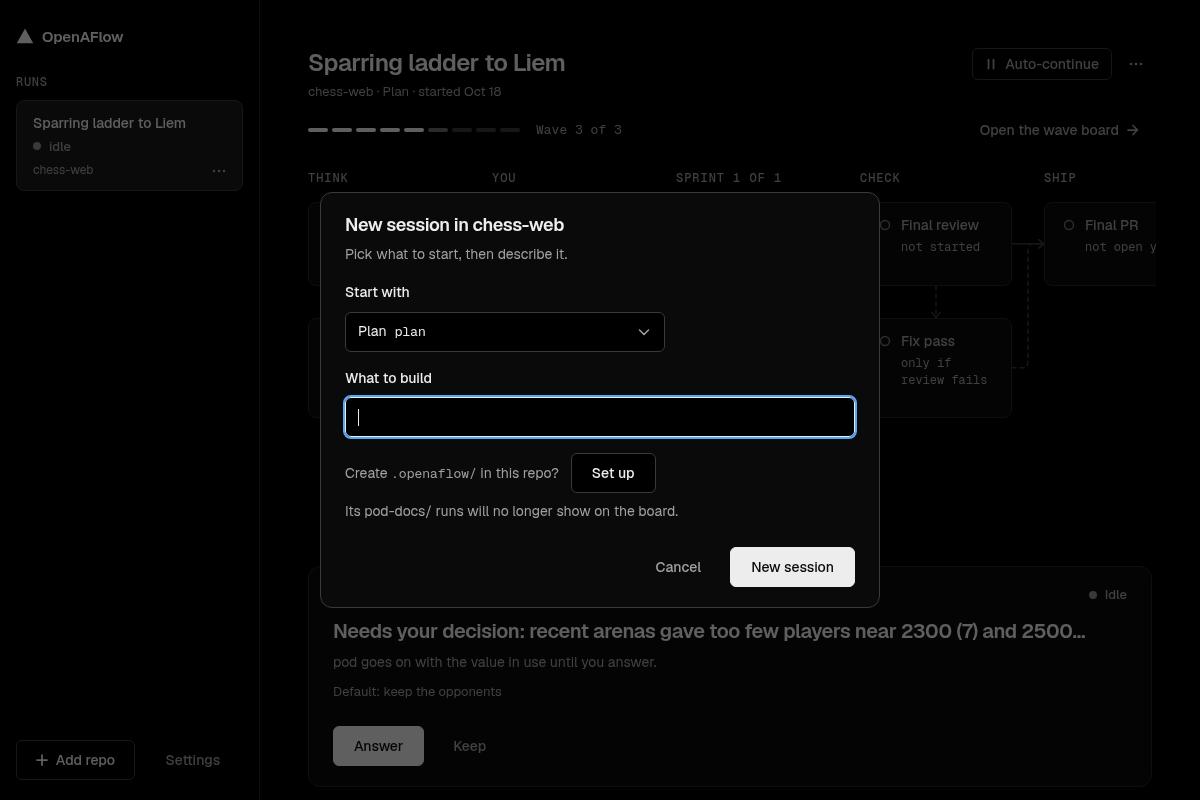 OpenAFlow
RUNS
Sparring ladder to Liem
idle
chess-web
...
Add repo
Settings
Sparring ladder to Liem
chess-web · Plan · started Oct 18
Auto-continue
...
Wave 3 of 3
Open the wave board →
THINK
YOU
SPRINT 1 OF 1
CHECK
SHIP
Final review
not started
Final PR
not open y
Fix pass
only if
review fails
New session in chess-web
Pick what to start, then describe it.
Start with
Plan plan
What to build
Create .openaflow/ in this repo?
Set up
Its pod-docs/ runs will no longer show on the board.
Cancel
New session
Idle
Needs your decision: recent arenas gave too few players near 2300 (7) and 2500...
pod goes on with the value in use until you answer.
Default: keep the opponents
Answer
Keep